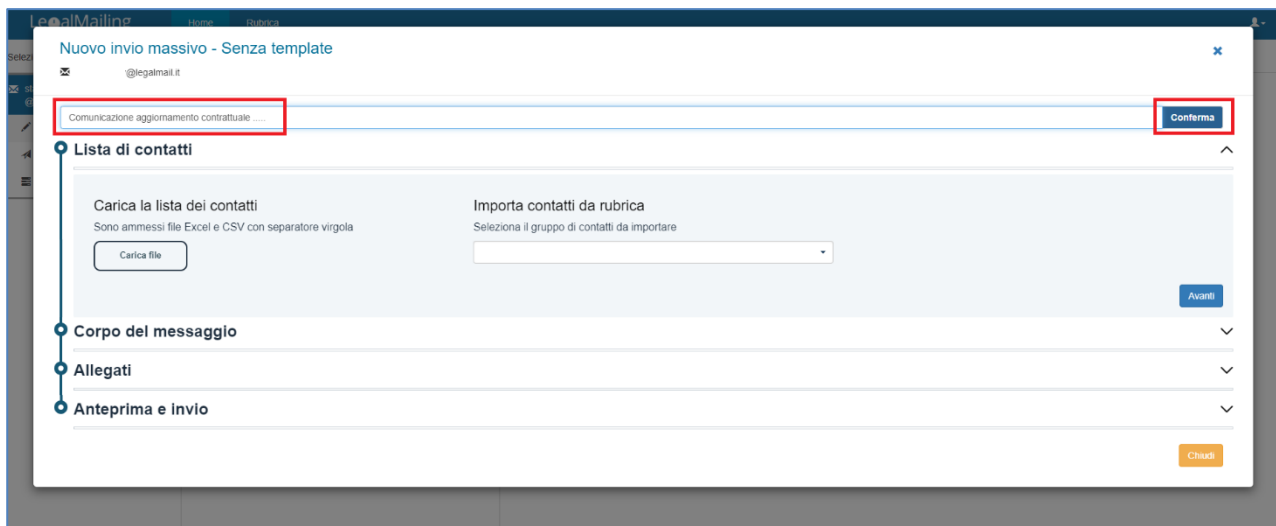 LegalMailing Home Rubrica
Nuovo invio massivo - Senza template
@legalmail.it
Comunicazione aggiornamento contrattuale .....
Conferma
Lista di contatti
Carica la lista dei contatti
Importa contatti da rubrica
Sono ammessi file Excel e CSV con separatore virgola
Seleziona il gruppo di contatti da importare
Carica file
Avanti
Corpo del messaggio
Allegati
Anteprima e invio
Chiudi